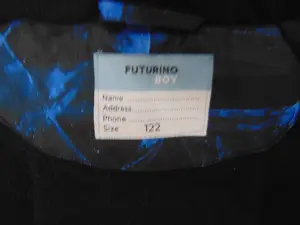 FUTURINO
BOY
Name
Address
Phone
Size 122